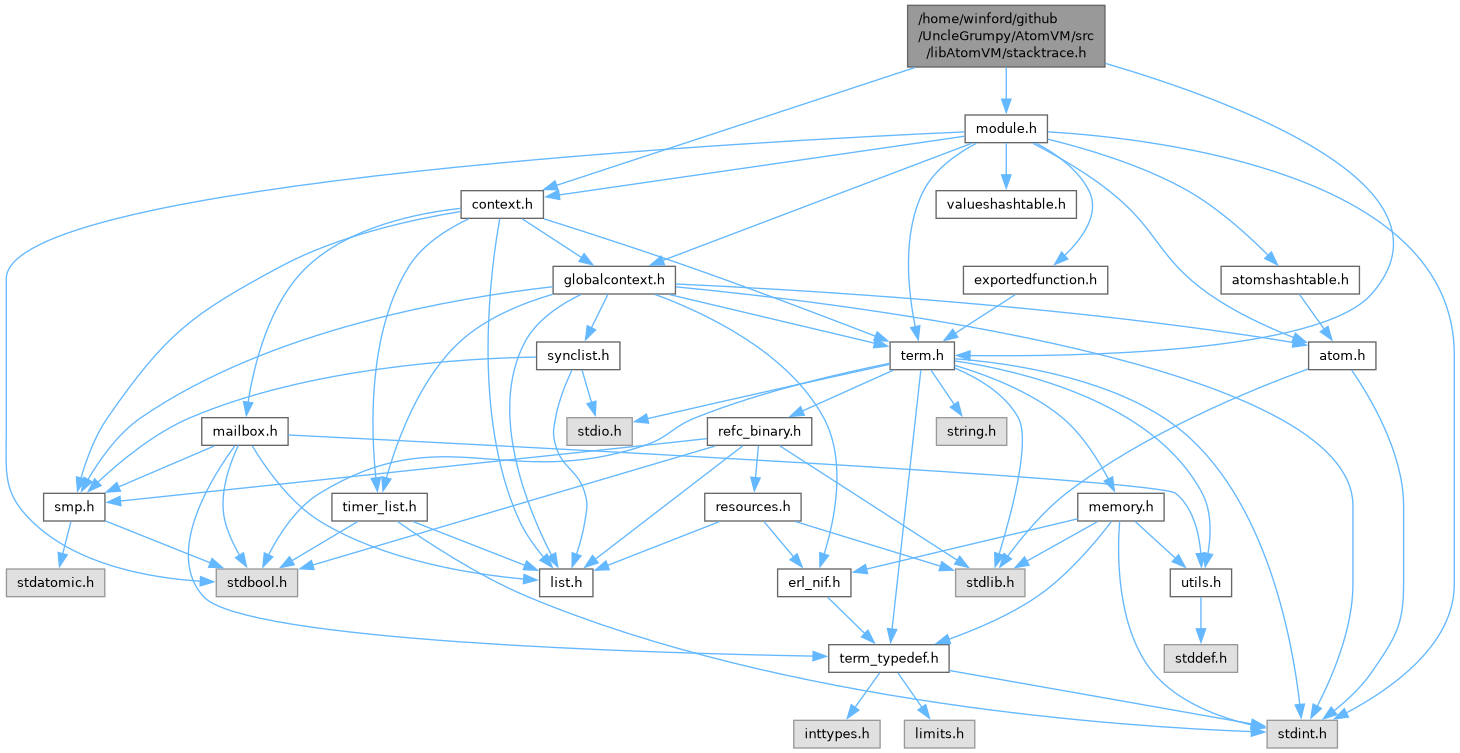 /home/winford/github
/UncleGrumpy/AtomVM/src
/libAtomVM/stacktrace.h
module.h
context.h
valueshashtable.h
globalcontext.h
exportedfunction.h
atomshashtable.h
synclist.h
term.h
atom.h
mailbox.h
stdio.h
refc_binary.h
string.h
smp.h
timer_list.h
resources.h
memory.h
stdatomic.h
stdbool.h
list.h
erl_nif.h
stdlib.h
utils.h
term_typedef.h
stddef.h
inttypes.h
limits.h
stdint.h